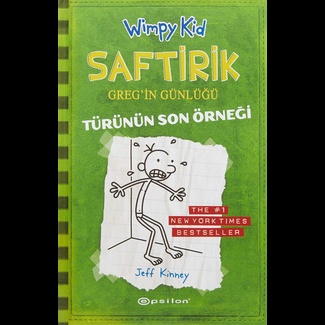 Wimpy Kid
SAFTİRİK
GREG'İN GÜNLÜĞÜ
TÜRÜNÜN SON ÖRNEĞİ
THE #1
NEW YORK TIMES
BESTSELLER
Jeff Kinney
epsilon